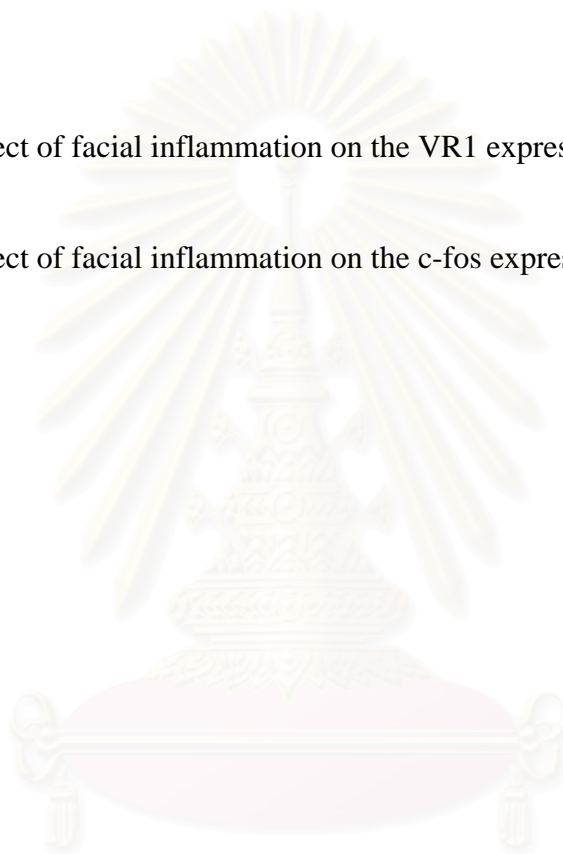 ect of facial inflammation on the VR1 expres
ect of facial inflammation on the c-fos expres